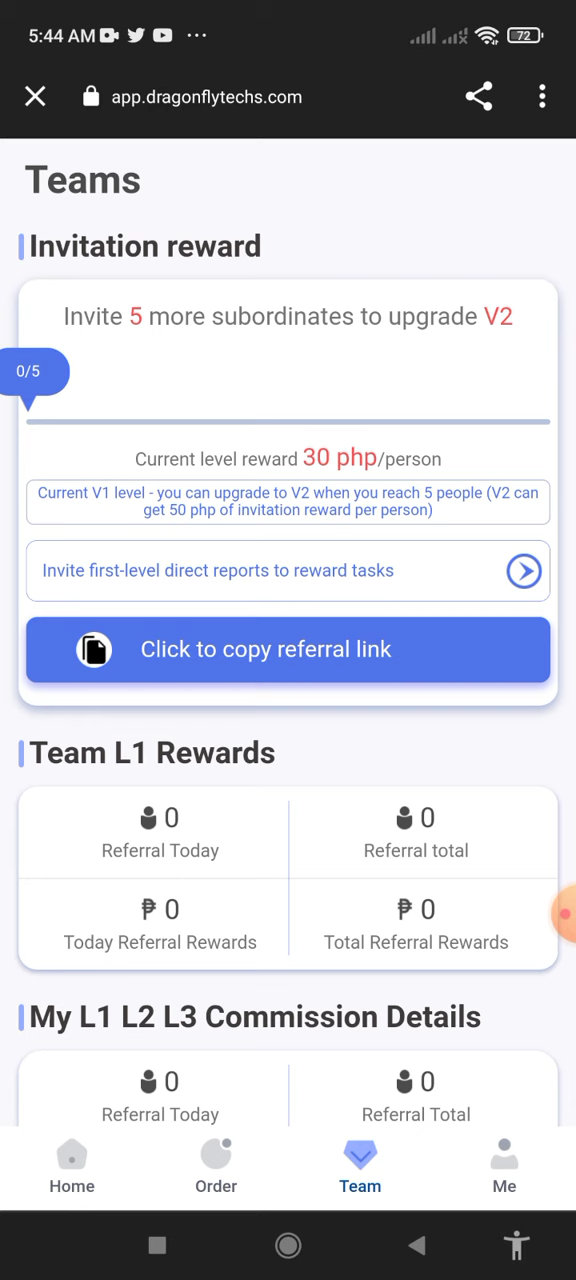 5:44 AM
72
app.dragonflytechs.com
Teams
Invitation reward
Invite 5 more subordinates to upgrade V2
0/5
Current level reward 30 php/person
Current V1 level - you can upgrade to V2 when you reach 5 people (V2 can
get 50 php of invitation reward per person)
Invite first-level direct reports to reward tasks
Click to copy referral link
Team L1 Rewards
0 0
Referral Today Referral total
₱ 0 ₱ 0
Today Referral Rewards Total Referral Rewards
My L1 L2 L3 Commission Details
0 0
Referral Today Referral Total
Home Order Team Me